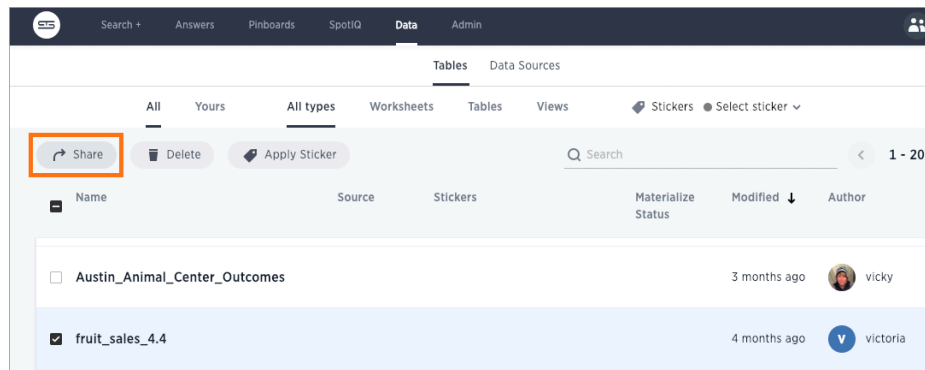 STS Search + Answers Pinboards SpotIQ Data Admin
Tables Data Sources
All Yours All types Worksheets Tables Views Stickers Select sticker
Share Delete Apply Sticker Search 1 - 20
Name Source Stickers Materialize Status Modified Author
Austin_Animal_Center_Outcomes 3 months ago vicky
fruit_sales_4.4 4 months ago V victoria